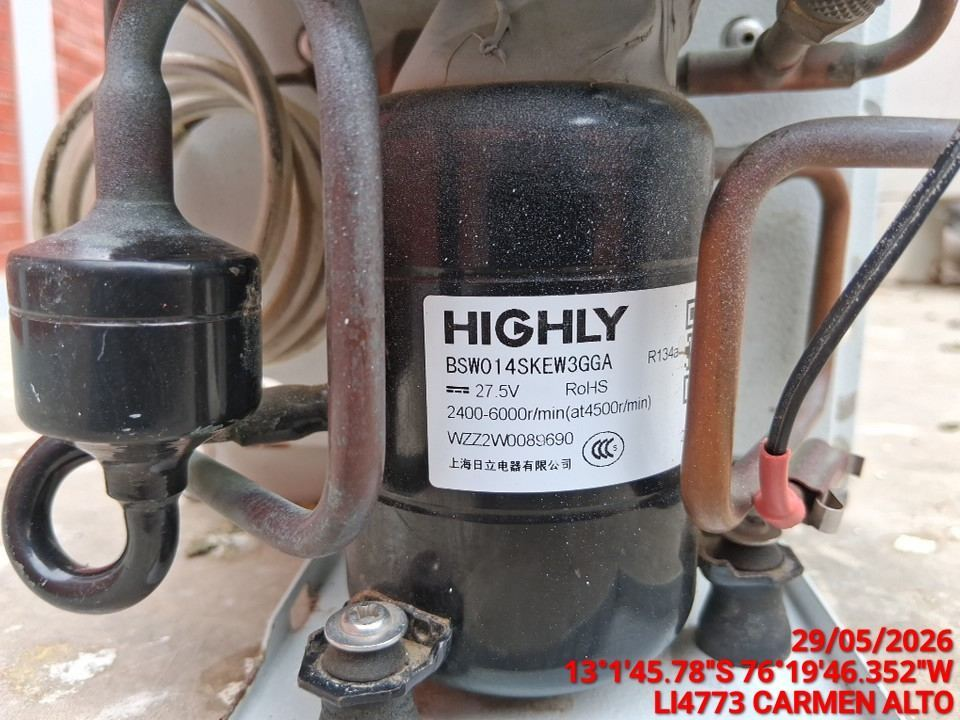 HIGHLY
BSW014SKEW3GGA
R134a
27.5V RoHS
2400-6000r/min(at4500r/min)
WZZ2W0089690
CCC S
上海日立电器有限公司
29/05/2026
13°1'45.78"S 76°19'46.352"W
LI4773 CARMEN ALTO